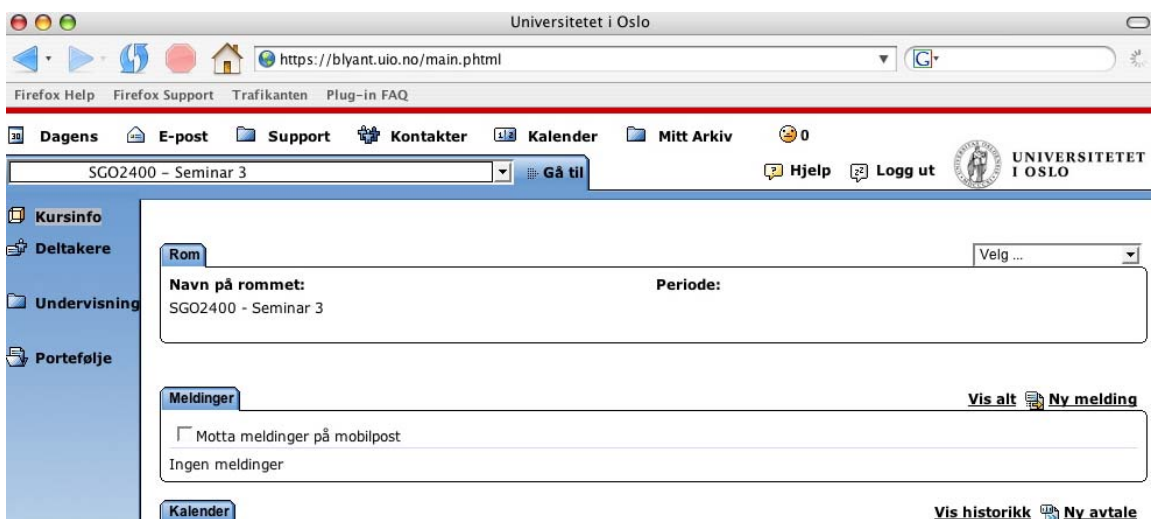 Universitetet i Oslo
https://blyant.uio.no/main.phtml
G
Firefox Help Firefox Support Trafikanten Plug-in FAQ
Dagens E-post Support Kontakter Kalender Mitt Arkiv 0
SGO2400 - Seminar 3 Gå til Hjelp Logg ut UNIVERSITETET
I OSLO
Kursinfo
Deltakere
Undervisning
Portefølje
Rom Velg ...
Navn på rommet: Periode:
SGO2400 - Seminar 3
Meldinger Vis alt Ny melding
Motta meldinger på mobilpost
Ingen meldinger
Kalender Vis historikk Ny avtale